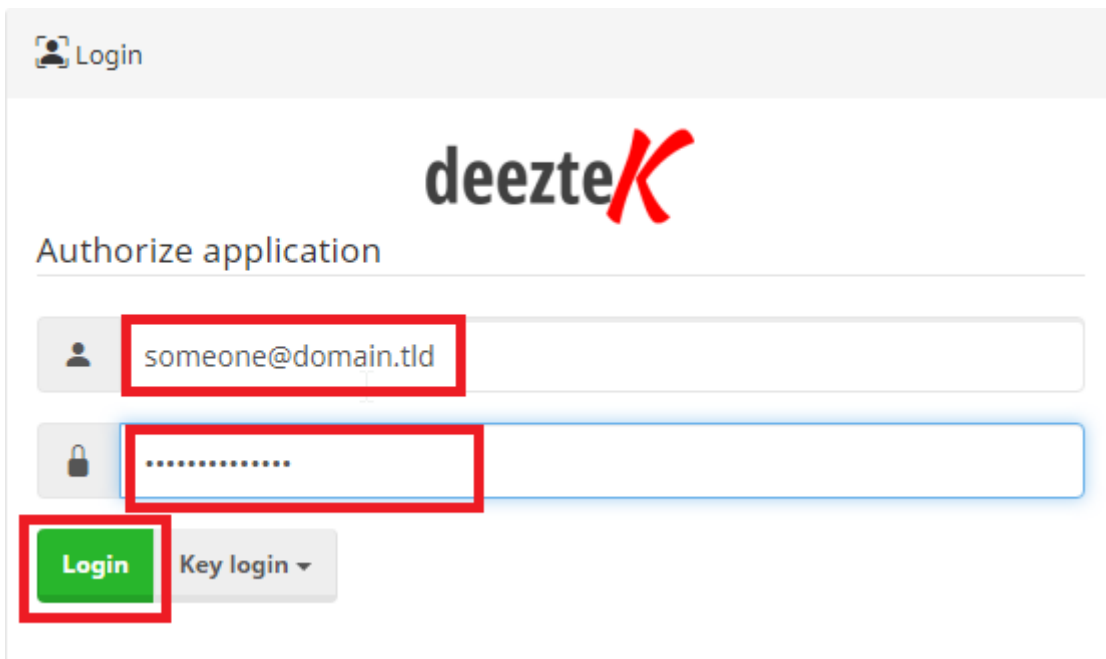 Login
deezteK
Authorize application
someone@domain.tld
••••••••••••••
Login Key login